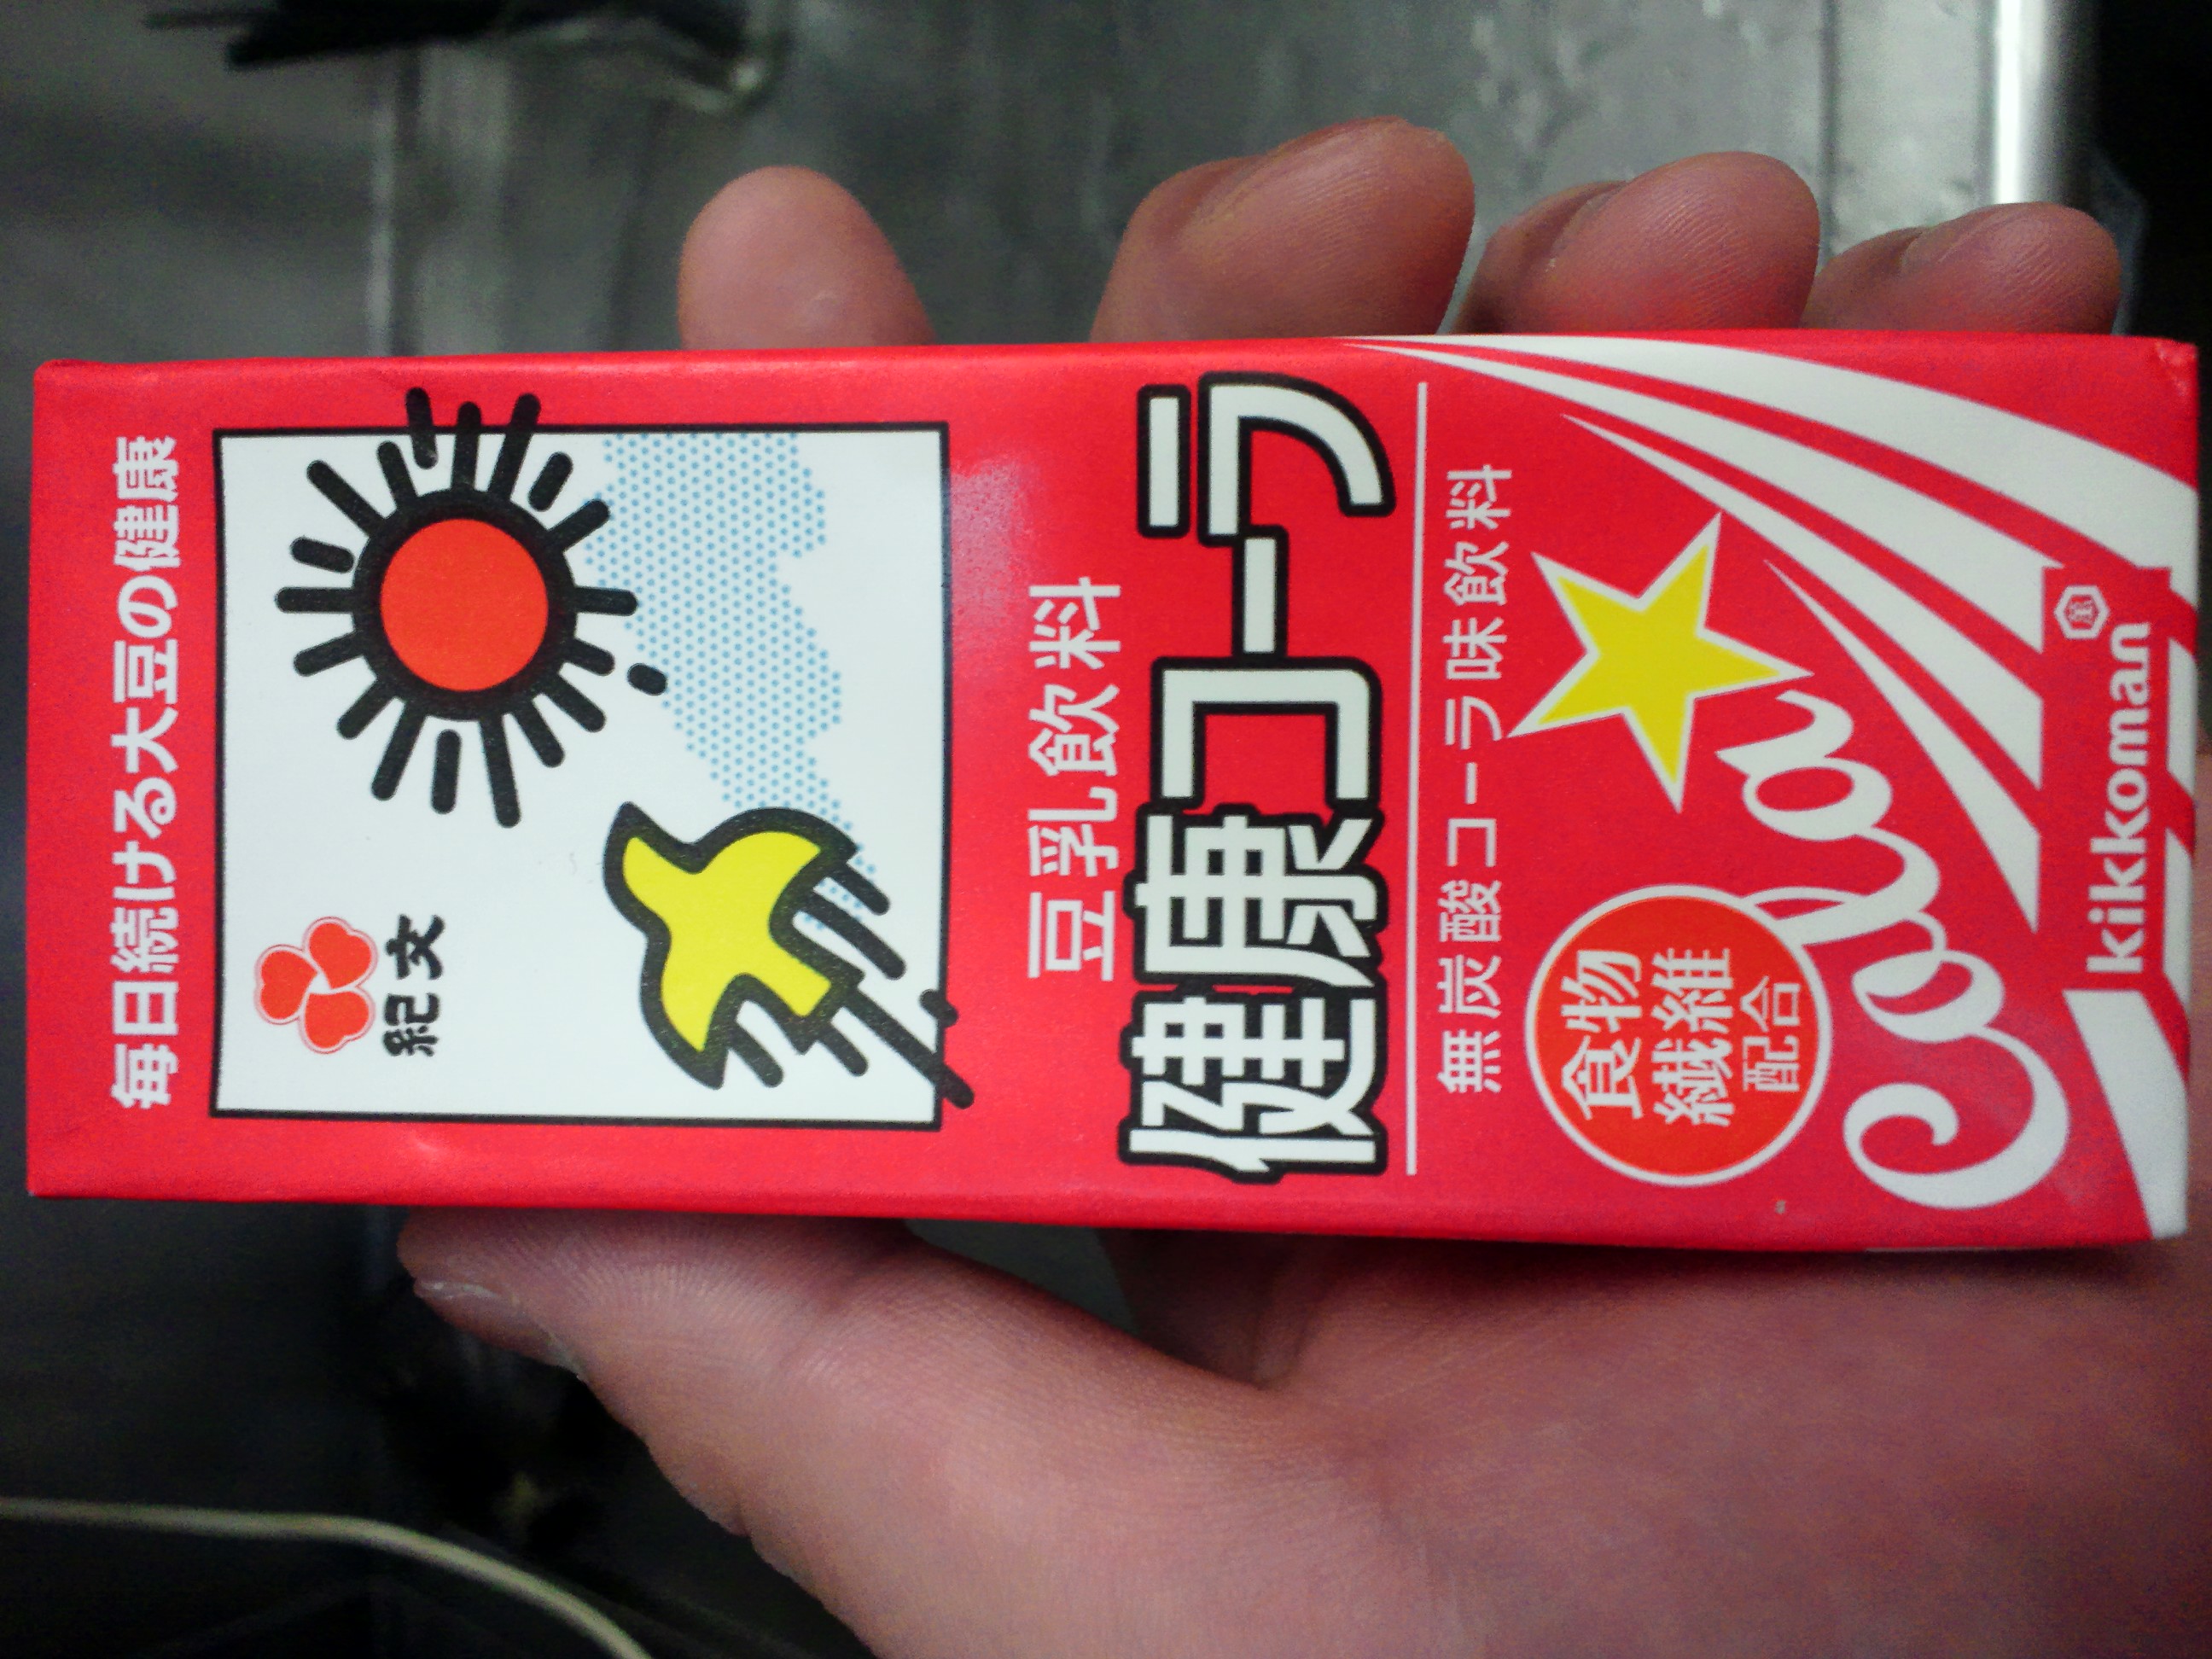 毎日続ける大豆の健康
紀文
豆乳飲料
健康コーラ
無炭酸コーラ味飲料
食物
繊維
配合
Cola
kikkoman